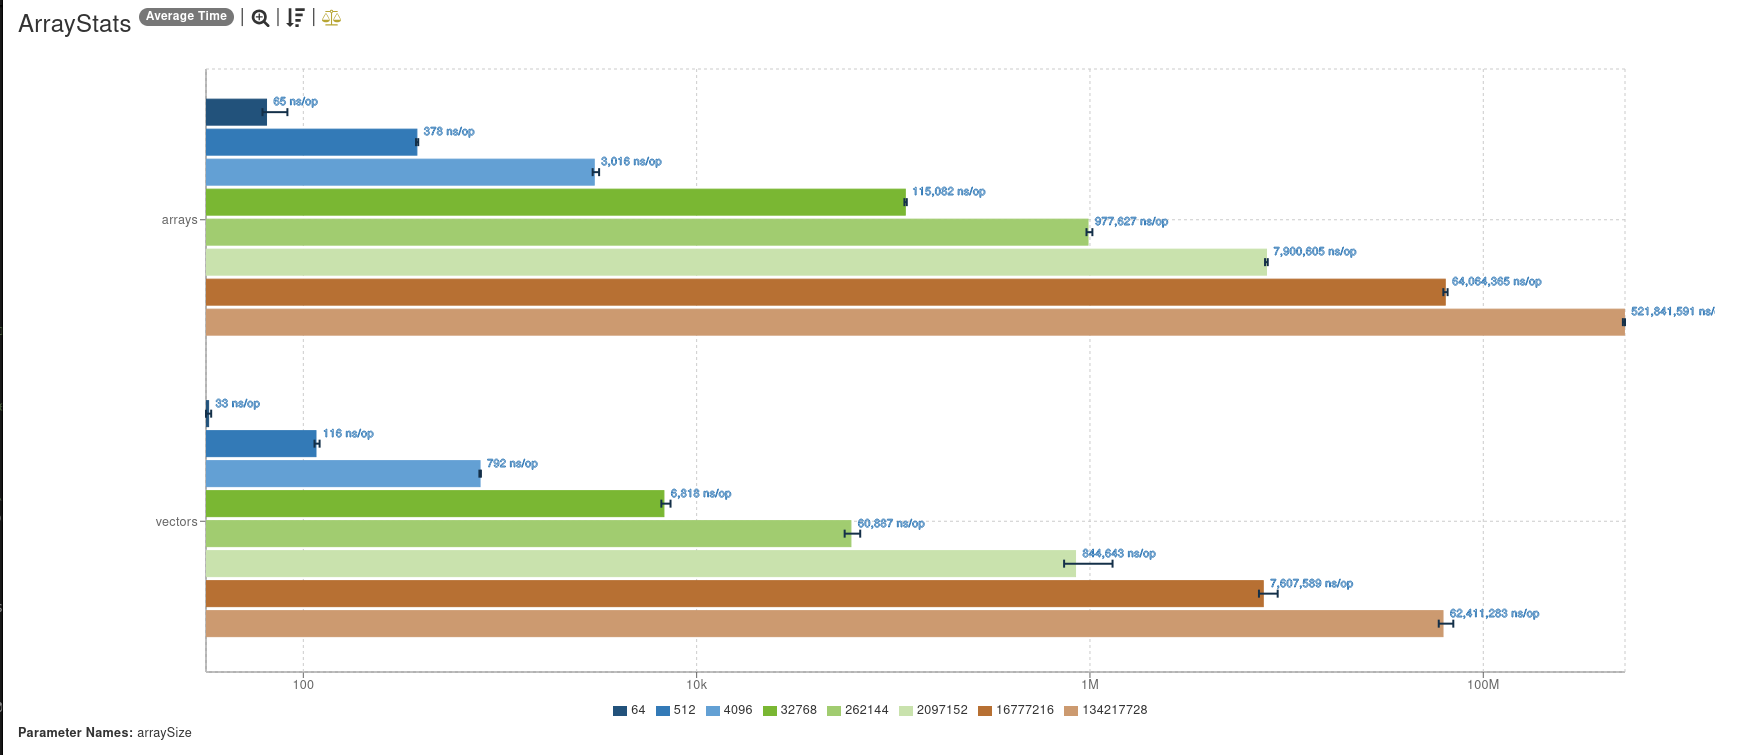 ArrayStats Average Time
65 ns/op
378 ns/op
3,016 ns/op
115,082 ns/op
arrays
977,627 ns/op
7,900,605 ns/op
64,064,365 ns/op
521,841,591 ns/
33 ns/op
116 ns/op
792 ns/op
6,818 ns/op
vectors
60,887 ns/op
844,643 ns/op
7,607,589 ns/op
62,411,283 ns/op
100 10k 1M 100M
64 512 4096 32768 262144 2097152 16777216 134217728
Parameter Names: arraySize